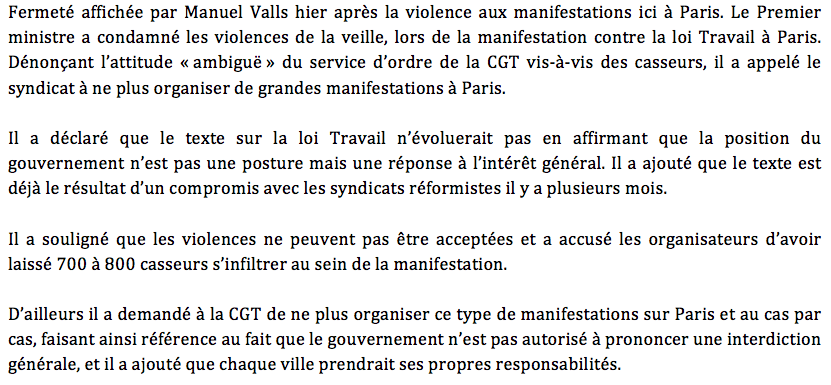 Fermeté affichée par Manuel Valls hier après la violence aux manifestations ici à Paris. Le Premier
ministre a condamné les violences de la veille, lors de la manifestation contre la loi Travail à Paris.
Dénonçant l'attitude « ambiguë » du service d'ordre de la CGT vis-à-vis des casseurs, il a appelé le
syndicat à ne plus organiser de grandes manifestations à Paris.
Il a déclaré que le texte sur la loi Travail n'évoluerait pas en affirmant que la position du
gouvernement n'est pas une posture mais une réponse à l'intérêt général. Il a ajouté que le texte est
déjà le résultat d'un compromis avec les syndicats réformistes il y a plusieurs mois.
Il a souligné que les violences ne peuvent pas être acceptées et a accusé les organisateurs d'avoir
laissé 700 à 800 casseurs s'infiltrer au sein de la manifestation.
D'ailleurs il a demandé à la CGT de ne plus organiser ce type de manifestations sur Paris et au cas par
cas, faisant ainsi référence au fait que le gouvernement n'est pas autorisé à prononcer une interdiction
générale, et il a ajouté que chaque ville prendrait ses propres responsabilités.